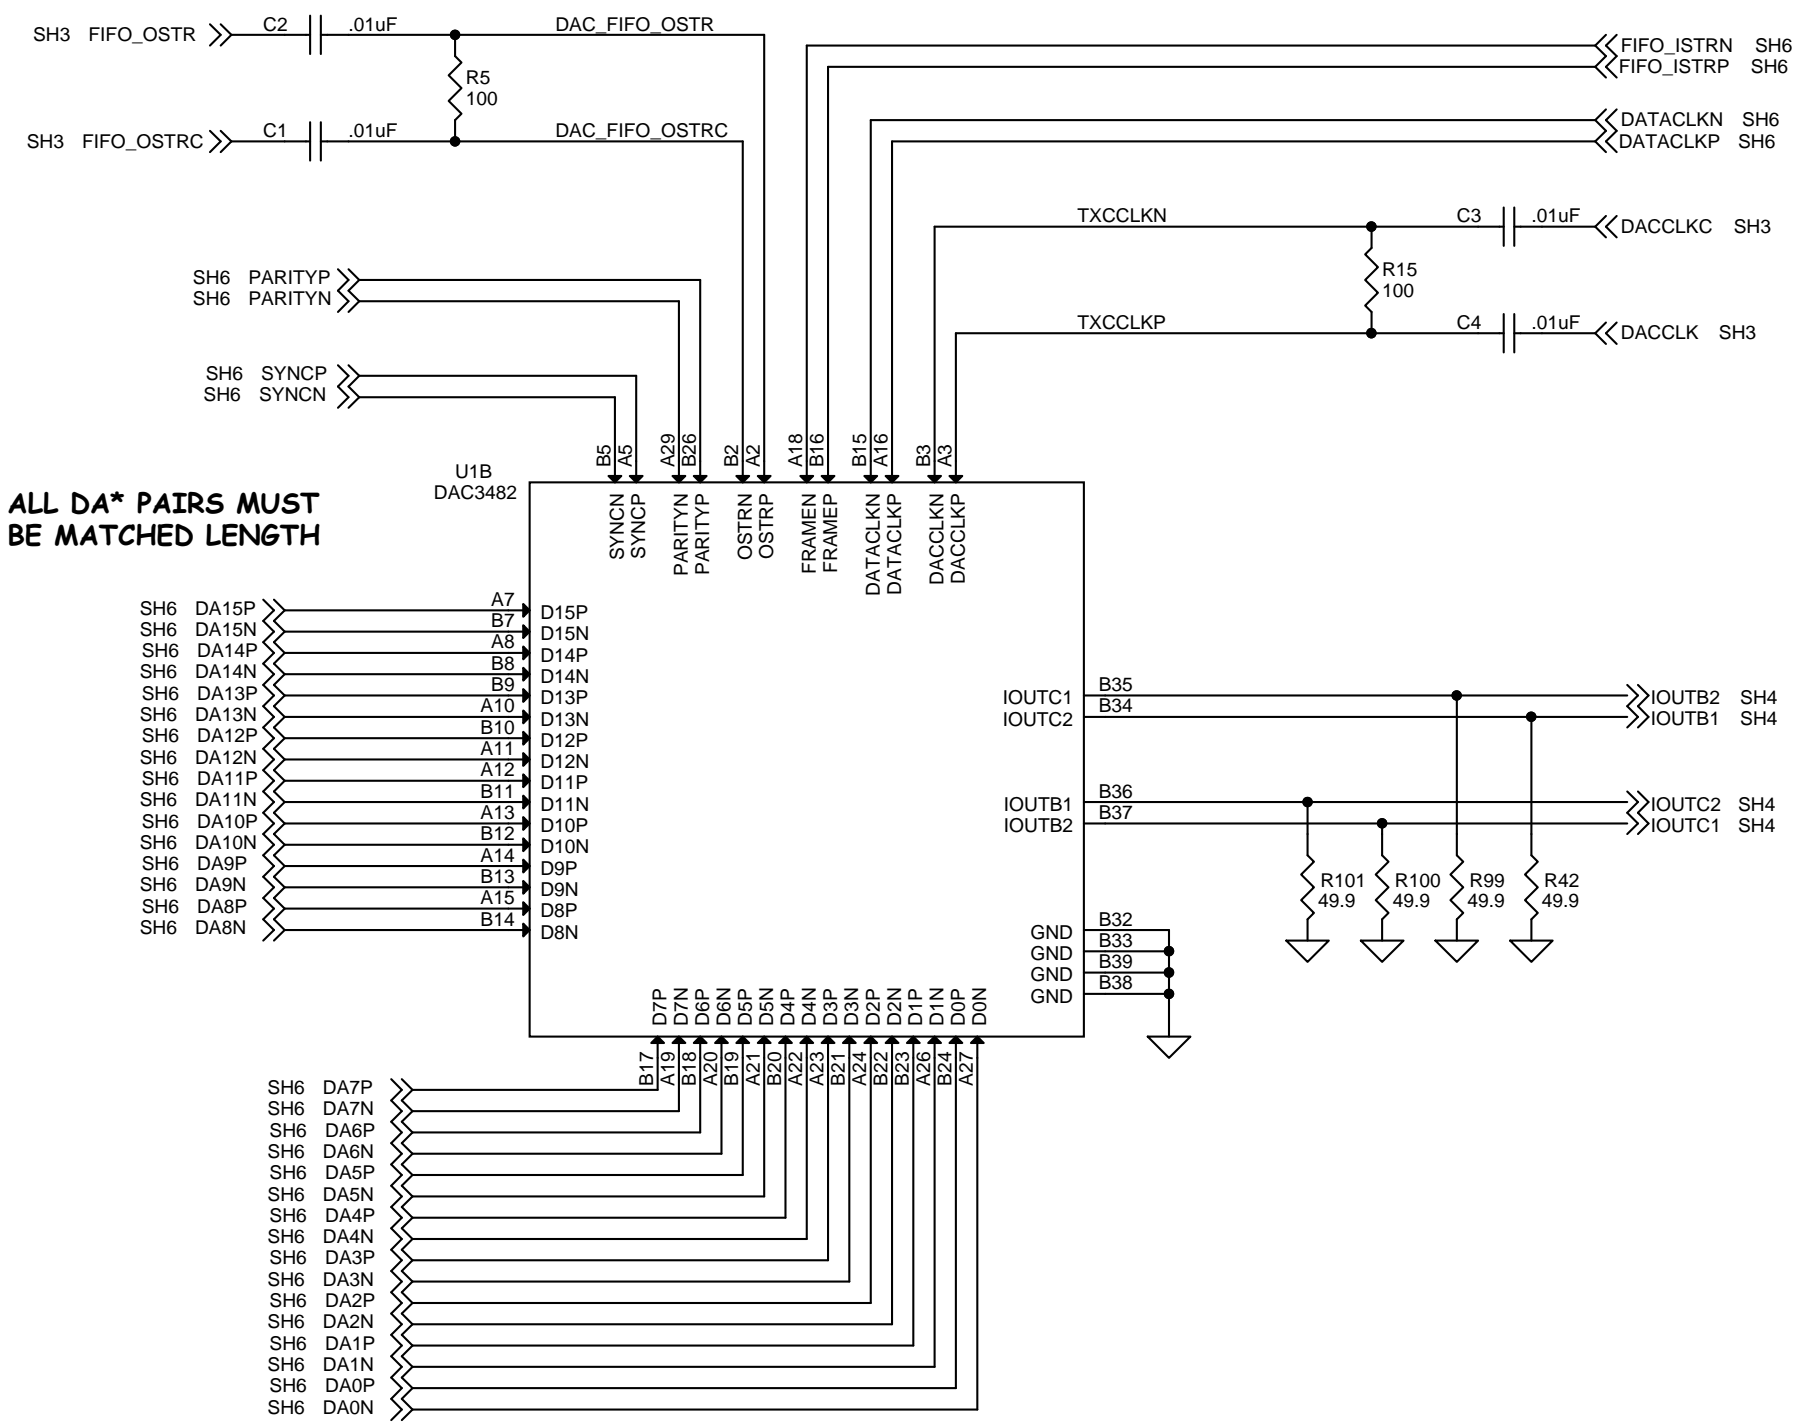 SH3 FIFO_OSTR C2 .01uF DAC_FIFO_OSTR
R5
100
SH3 FIFO_OSTRC C1 .01uF DAC_FIFO_OSTRC
FIFO_ISTRN SH6
FIFO_ISTRP SH6
DATACLKN SH6
DATACLKP SH6
TXCCLKN C3 .01uF DACCLKC SH3
R15
100
TXCCLKP C4 .01uF DACCLK SH3
SH6 PARITYP
SH6 PARITYN
SH6 SYNCP
SH6 SYNCN
B5 A5 A29 B26 B2 A2 A18 B16 B15 A16 B3 A3
U1B
DAC3482
SYNCN SYNCP PARITYN PARITYP OSTRN OSTRP FRAMEN FRAMEP DATACLKN DATACLKP DACCLKN DACCLKP
ALL DA* PAIRS MUST
BE MATCHED LENGTH
SH6 DA15P A7 D15P
SH6 DA15N B7 D15N
SH6 DA14P A8 D14P
SH6 DA14N B8 D14N
SH6 DA13P B9 D13P
SH6 DA13N A10 D13N
SH6 DA12P B10 D12P
SH6 DA12N A11 D12N
SH6 DA11P A12 D11P
SH6 DA11N B11 D11N
SH6 DA10P A13 D10P
SH6 DA10N B12 D10N
SH6 DA9P A14 D9P
SH6 DA9N B13 D9N
SH6 DA8P A15 D8P
SH6 DA8N B14 D8N
IOUTC1 B35 IOUTB2 SH4
IOUTC2 B34 IOUTB1 SH4
IOUTB1 B36 IOUTC2 SH4
IOUTB2 B37 IOUTC1 SH4
R101 R100 R99 R42
49.9 49.9 49.9 49.9
GND B32
GND B33
GND B39
GND B38
D7P D7N D6P D6N D5P D5N D4P D4N D3P D3N D2P D2N D1P D1N D0P D0N
B17 A19 B18 A20 B19 A21 B20 A22 A23 B21 A24 B22 B23 A26 B24 A27
SH6 DA7P
SH6 DA7N
SH6 DA6P
SH6 DA6N
SH6 DA5P
SH6 DA5N
SH6 DA4P
SH6 DA4N
SH6 DA3P
SH6 DA3N
SH6 DA2P
SH6 DA2N
SH6 DA1P
SH6 DA1N
SH6 DA0P
SH6 DA0N